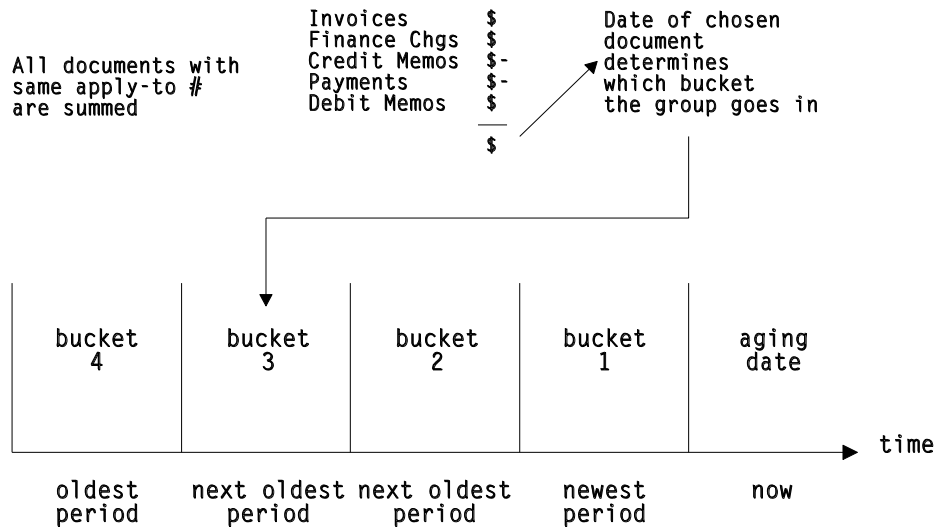 All documents with
same apply-to #
are summed
Invoices $
Finance Chgs $
Credit Memos $-
Payments $-
Debit Memos $
$
Date of chosen
document
determines
which bucket
the group goes in
bucket
4
bucket
3
bucket
2
bucket
1
aging
date
time
oldest
period
next oldest
period
next oldest
period
newest
period
now